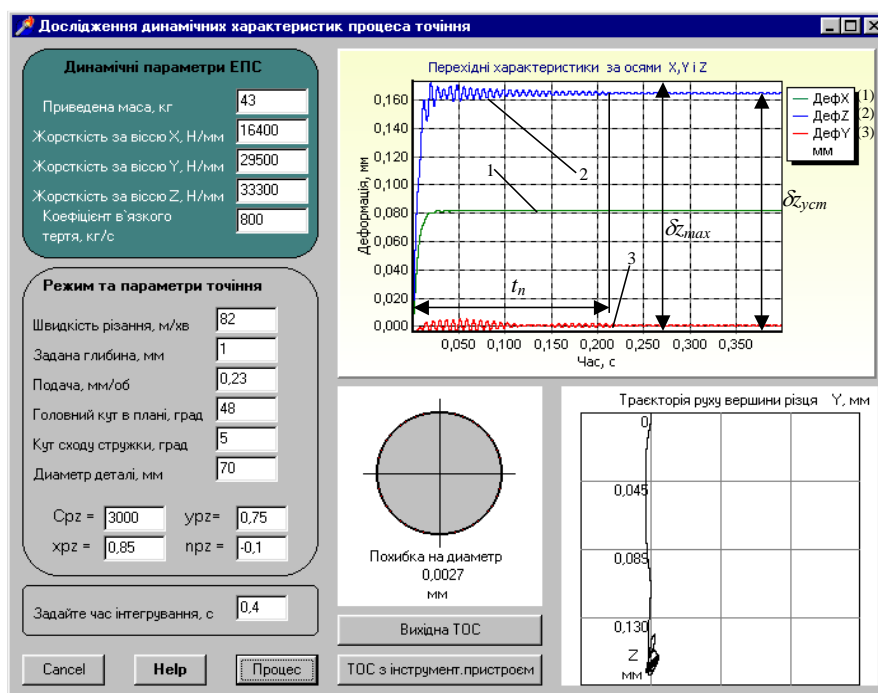 Дослідження динамічних характеристик процеса точіння
Динамічні параметри ЕПС
Приведена маса, кг 43
Жорсткість за віссю X, Н/мм 16400
Жорсткість за віссю Y, Н/мм 29500
Жорсткість за віссю Z, Н/мм 33300
Коефіцієнт в`язкого
тертя, кг/с 800
Режим та параметри точіння
Швидкість різання, м/хв 82
Задана глибина, мм 1
Подача, мм/об 0,23
Головний кут в плані, град 48
Кут сходу стружки, град 5
Диаметр деталі, мм 70
Cpz = 3000 ypz= 0,75
xpz = 0,85 npz = -0,1
Задайте час інтегрування, с 0,4
Cancel Help Процес
Перехідні характеристики за осями X,Y і Z
Деформація, мм
0,160
0,140
0,120
0,100
0,080
0,060
0,040
0,020
0,000
0,050 0,100 0,150 0,200 0,250 0,300 0,350
Час, с
1
2
3
tп
δzmax
δzуст
ДефX (1)
ДефZ (2)
ДефY (3)
мм
Похибка на диаметр
0,0027
мм
Вихідна ТОС
ТОС з інструмент.пристроєм
Траєкторія руху вершини різця Y, мм
0
0,045
0,089
0,130
Z
мм